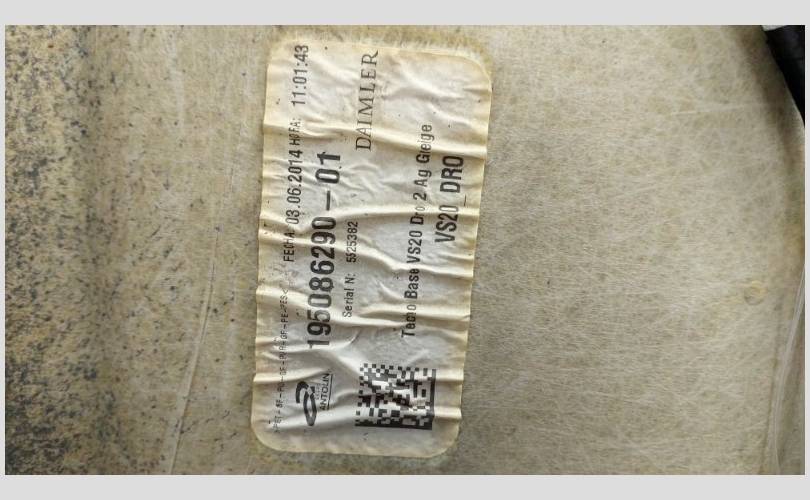 FECHA: 03.06.2014 HORA: 11:01:43
195086290-01
Serial N: 5525382
DAIMLER
ANTOLIN
Techo Base VS20 Dro 2 Ag Gleige
VS20_DRO